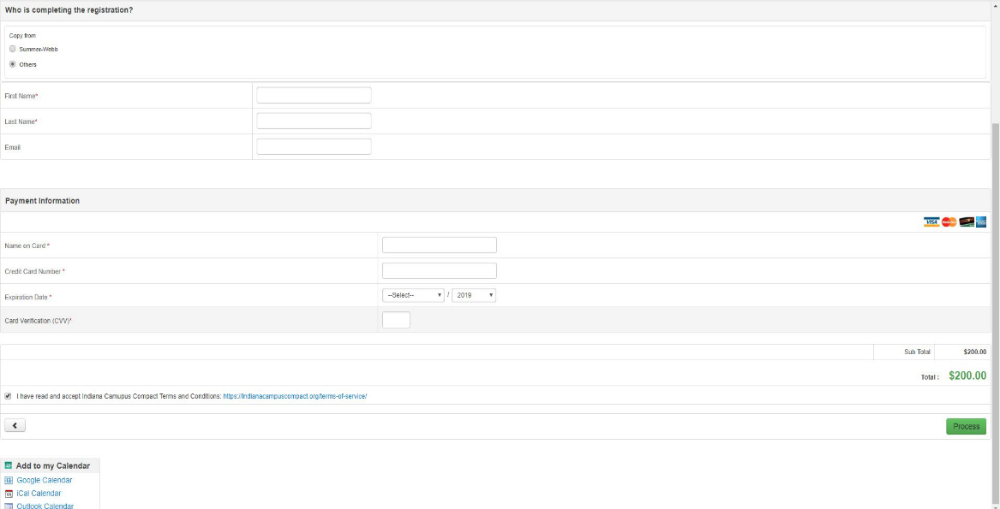 Who is completing the registration?
Copy from
Summer-Webb
Others
First Name*
Last Name*
Email
Payment Information
VISA
Name on Card *
Credit Card Number *
Expiration Date *
--Select-- / 2019
Card Verification (CVV)*
Sub Total $200.00
Total : $200.00
I have read and accept Indiana Camupus Compact Terms and Conditions: https://indianacampuscompact.org/terms-of-service/
Process
Add to my Calendar
Google Calendar
iCal Calendar
Outlook Calendar